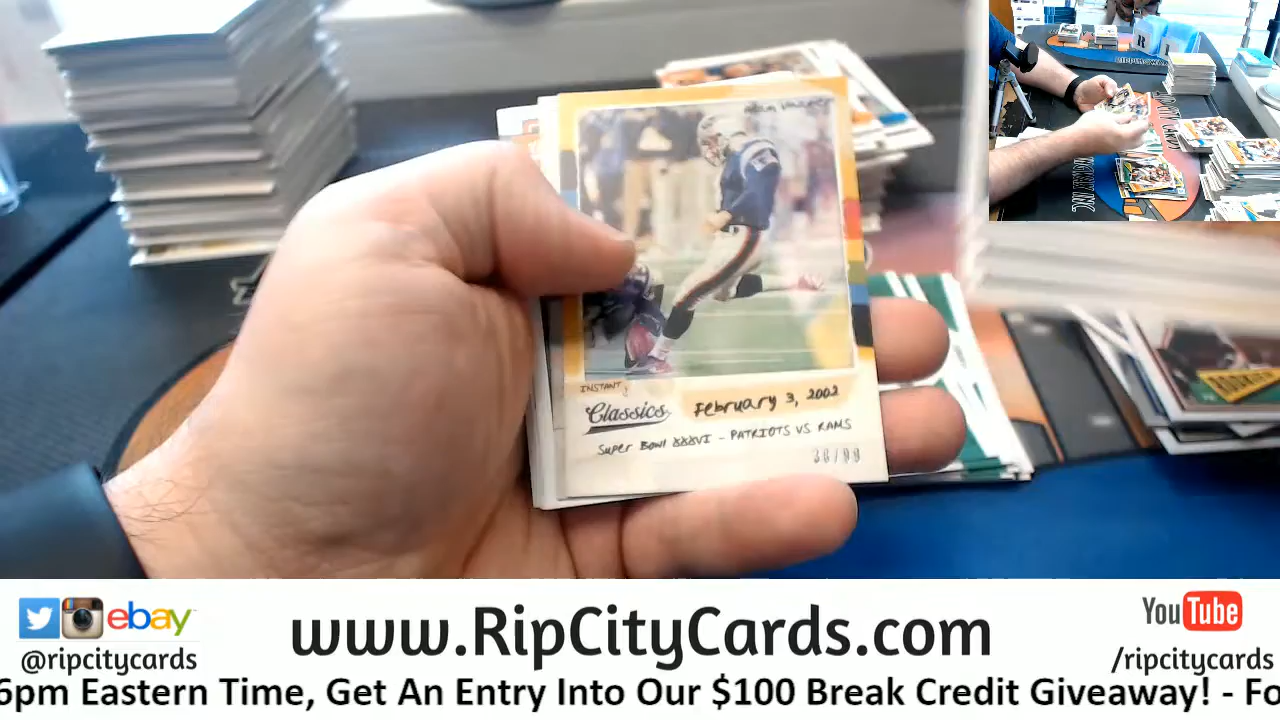 INSTANT
Classics
February 3, 2002
Super Bowl XXXVI - PATRIOTS VS RAMS
ebay
www.RipCityCards.com
YouTube
@ripcitycards
/ripcitycards
6pm Eastern Time, Get An Entry Into Our $100 Break Credit Giveaway! - Fo